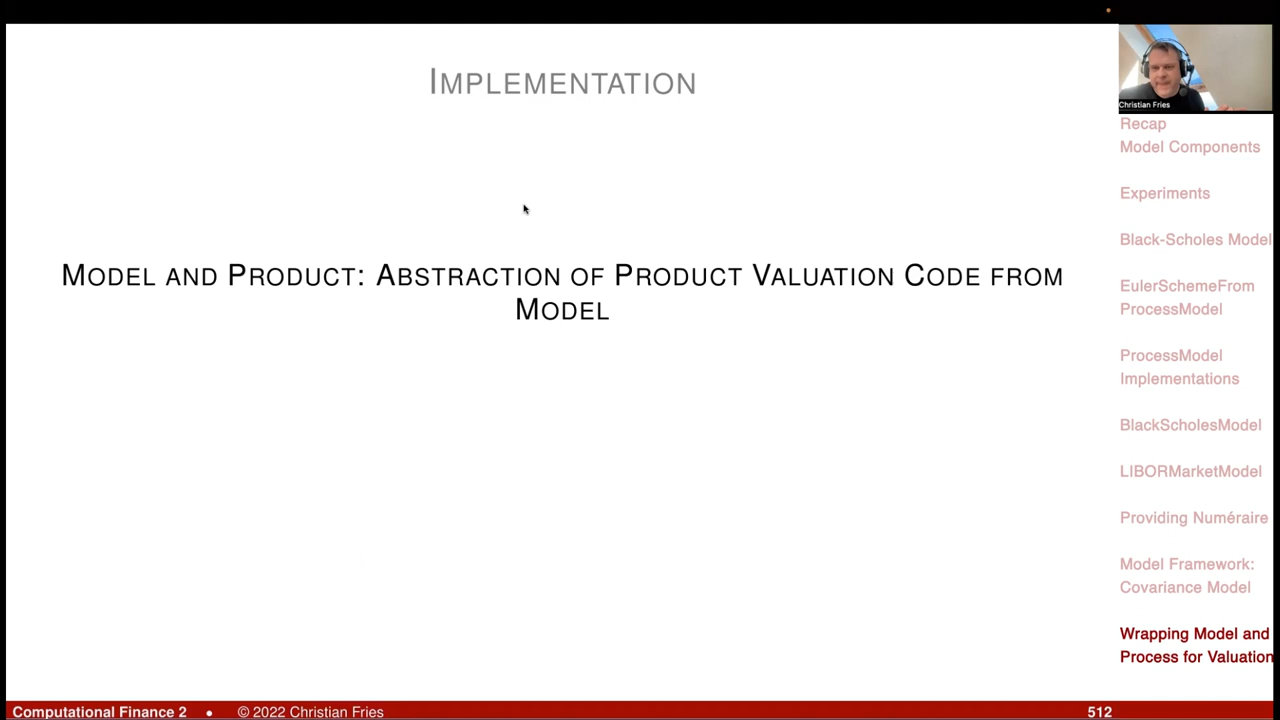 IMPLEMENTATION
MODEL AND PRODUCT: ABSTRACTION OF PRODUCT VALUATION CODE FROM
MODEL
Christian Fries
Recap
Model Components
Experiments
Black-Scholes Model
EulerSchemeFrom
ProcessModel
ProcessModel
Implementations
BlackScholesModel
LIBORMarketModel
Providing Numéraire
Model Framework:
Covariance Model
Wrapping Model and
Process for Valuation
Computational Finance 2 • © 2022 Christian Fries 512